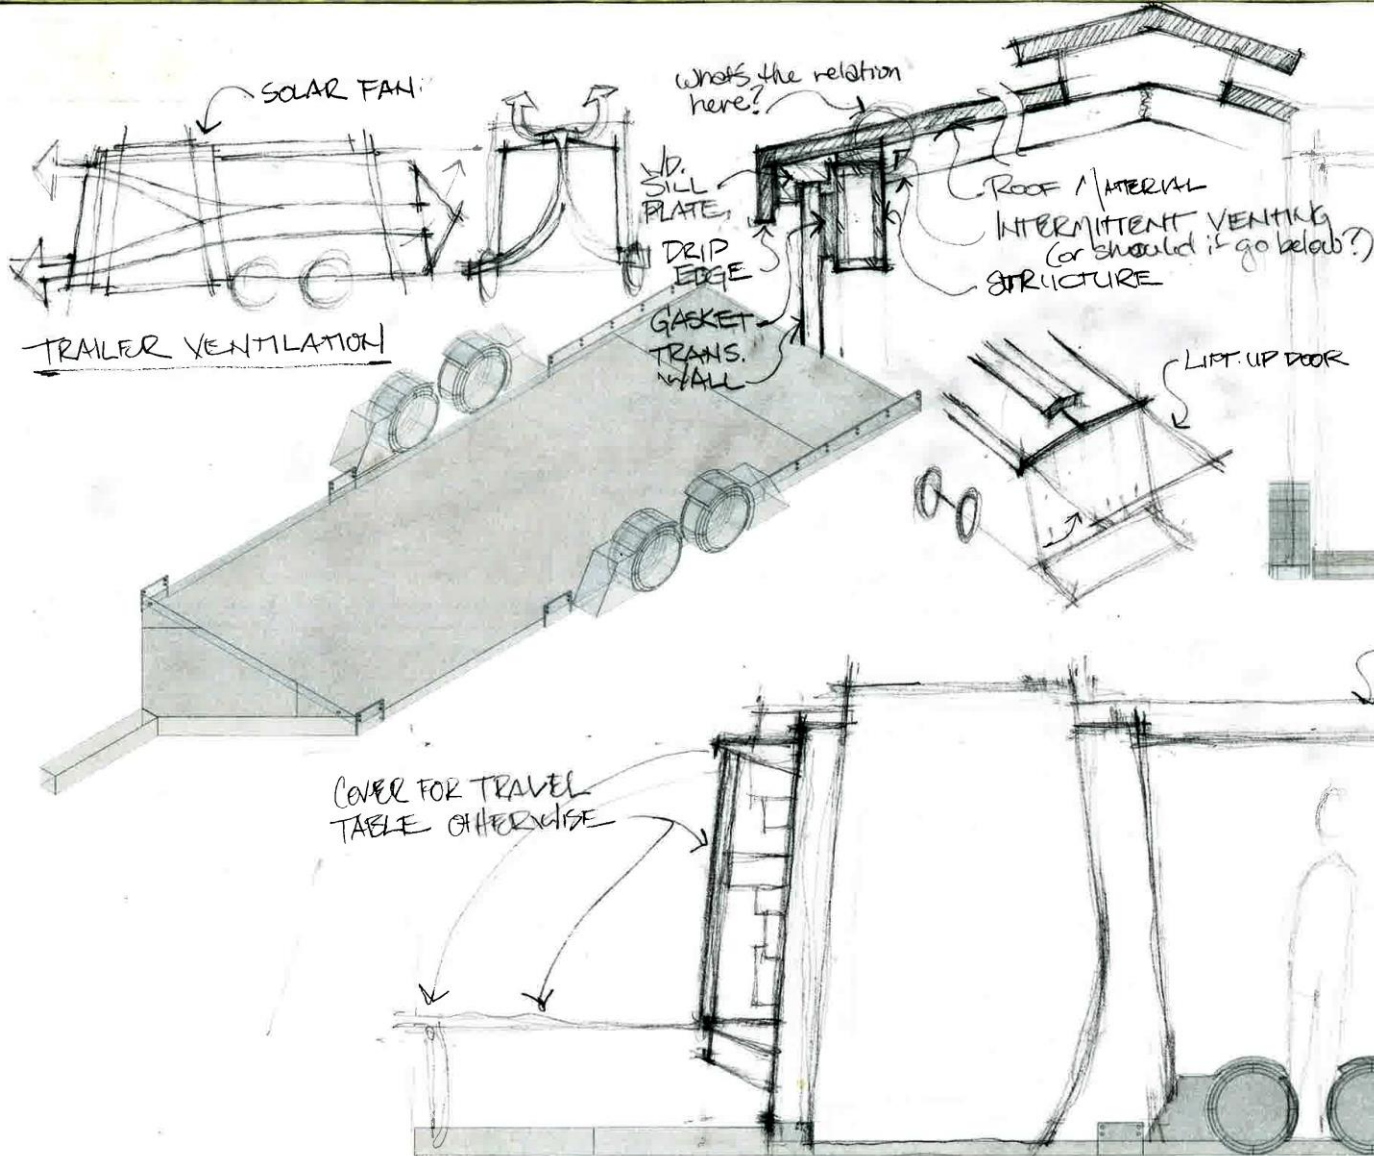 SOLAR FAN
TRAILER VENTILATION
what's the relation
here?
WD.
SILL
PLATE
DRIP
EDGE
GASKET
TRANS.
WALL
ROOF MATERIAL
INTERMITTENT VENTING
(or should it go below?)
STRUCTURE
LIFT-UP DOOR
COVER FOR TRAVEL
TABLE OTHERWISE